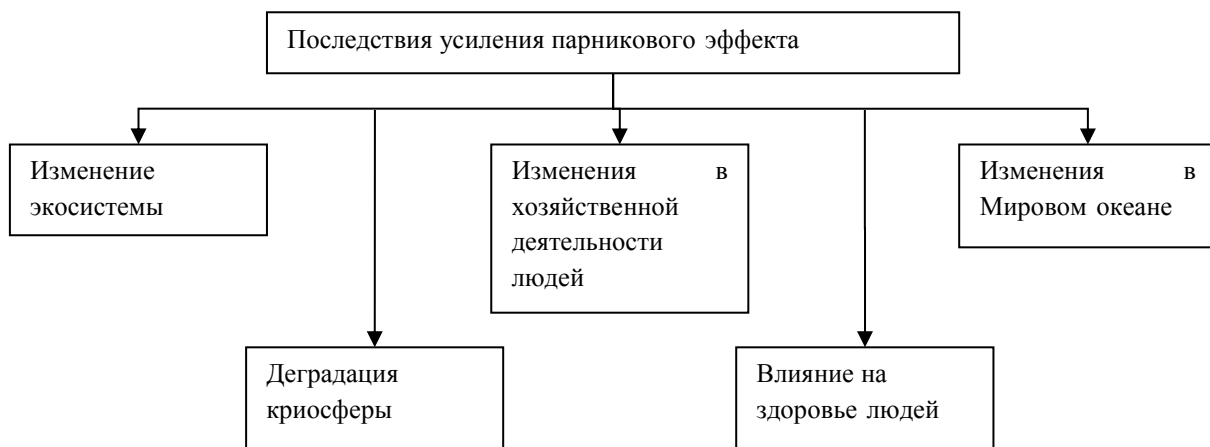 Последствия усиления парникового эффекта
Изменение
экосистемы
Изменения в
хозяйственной
деятельности
людей
Изменения в
Мировом океане
Деградация
криосферы
Влияние на
здоровье людей